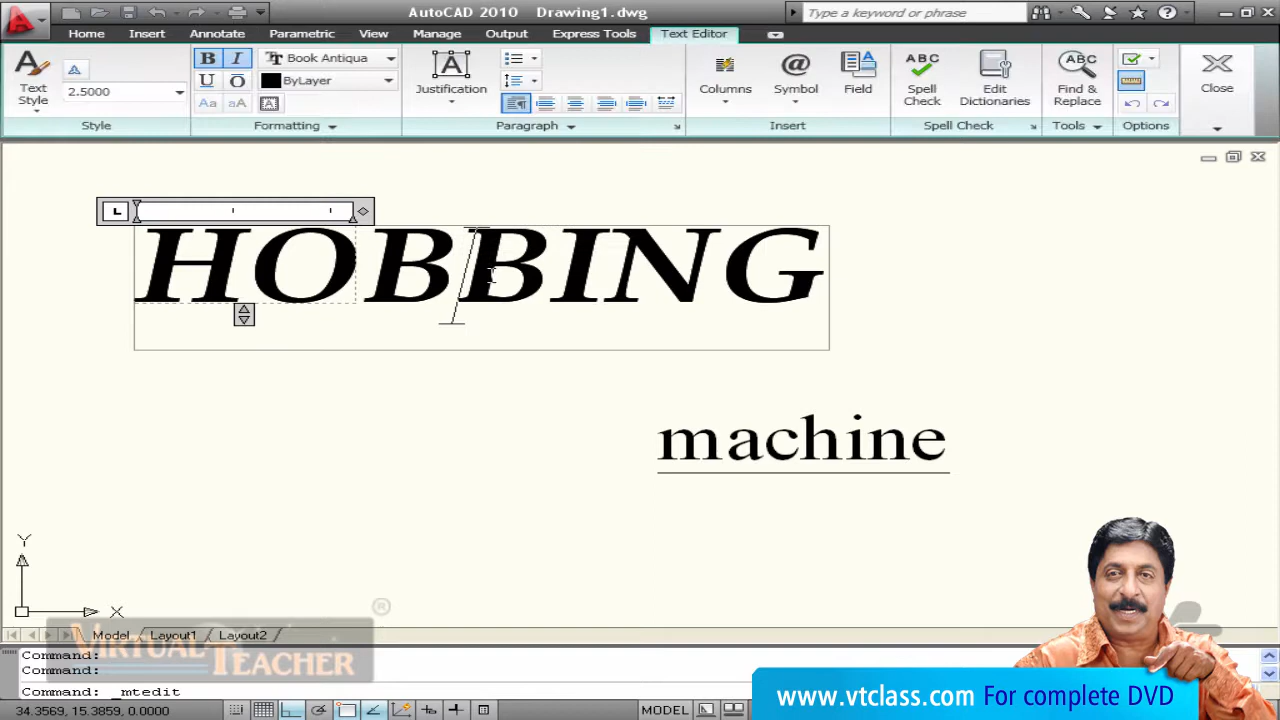 AutoCAD 2010 Drawing1.dwg
Type a keyword or phrase
Home Insert Annotate Parametric View Manage Output Express Tools Text Editor
B I Book Antiqua
Text Style
2.5000
U O ByLayer
Aa aA
Justification
Columns
Symbol
Field
Spell Check
Edit Dictionaries
Find & Replace
Close
Style Formatting Paragraph Insert Spell Check Tools Options
HOBBING
machine
Y
X
Model Layout1 Layout2
VIRTUAL TEACHER
®
Command:
Command:
Command: _mtedit
34.3569, 15.3859, 0.0000
MODEL
www.vtclass.com For complete DVD